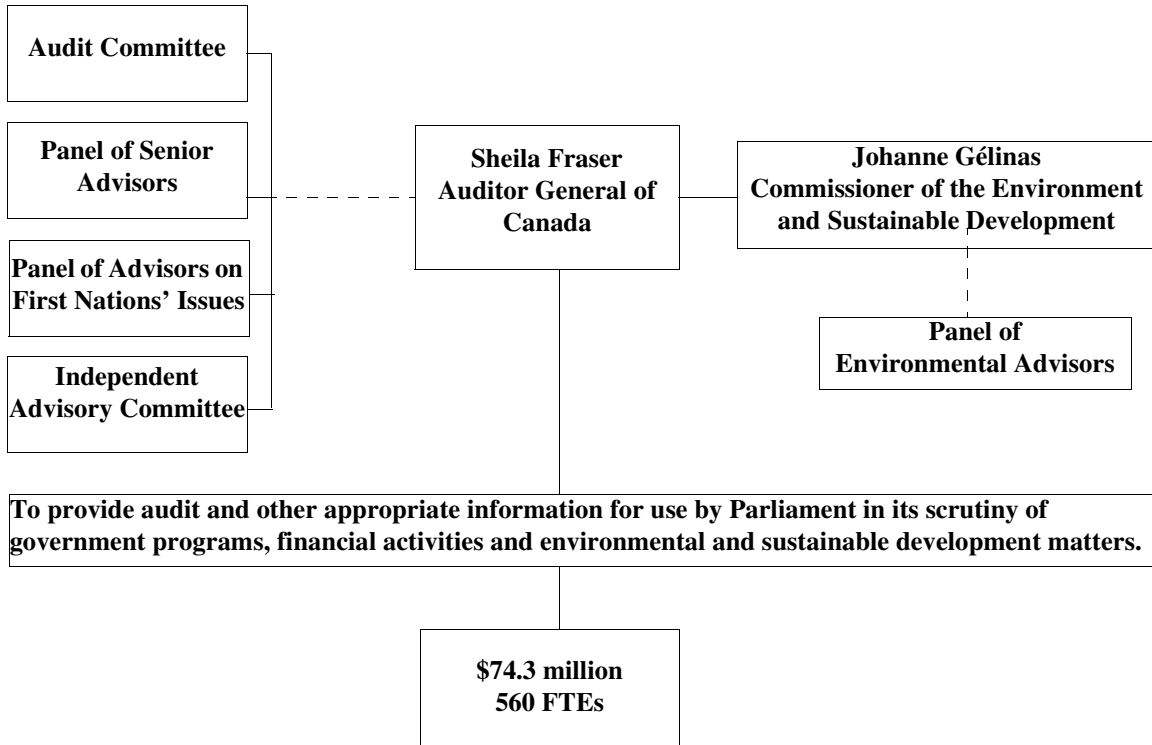 Audit Committee
Panel of Senior
Advisors
Panel of Advisors on
First Nations’ Issues
Independent
Advisory Committee
Sheila Fraser
Auditor General of
Canada
Johanne Gélinas
Commissioner of the Environment
and Sustainable Development
Panel of
Environmental Advisors
To provide audit and other appropriate information for use by Parliament in its scrutiny of
government programs, financial activities and environmental and sustainable development matters.
$74.3 million
560 FTEs